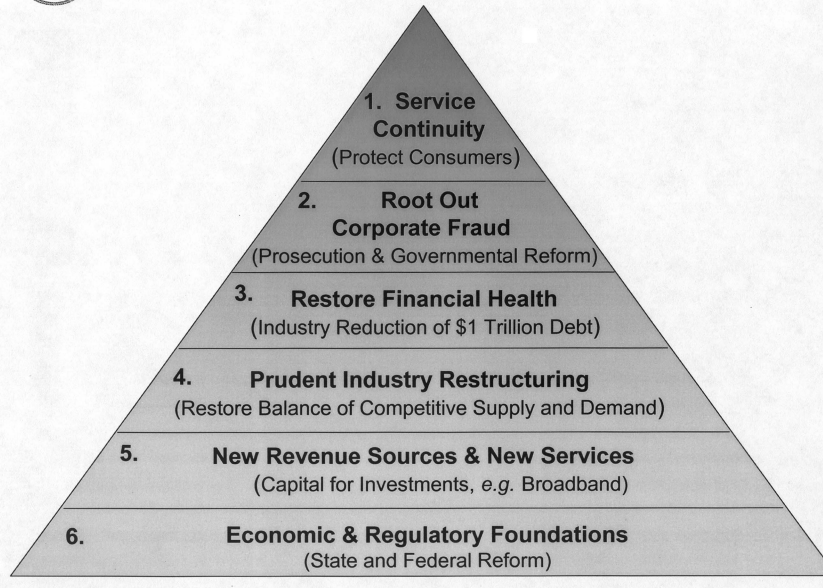 1. Service
Continuity
(Protect Consumers)
2. Root Out
Corporate Fraud
(Prosecution & Governmental Reform)
3. Restore Financial Health
(Industry Reduction of $1 Trillion Debt)
4. Prudent Industry Restructuring
(Restore Balance of Competitive Supply and Demand)
5. New Revenue Sources & New Services
(Capital for Investments, e.g. Broadband)
6. Economic & Regulatory Foundations
(State and Federal Reform)